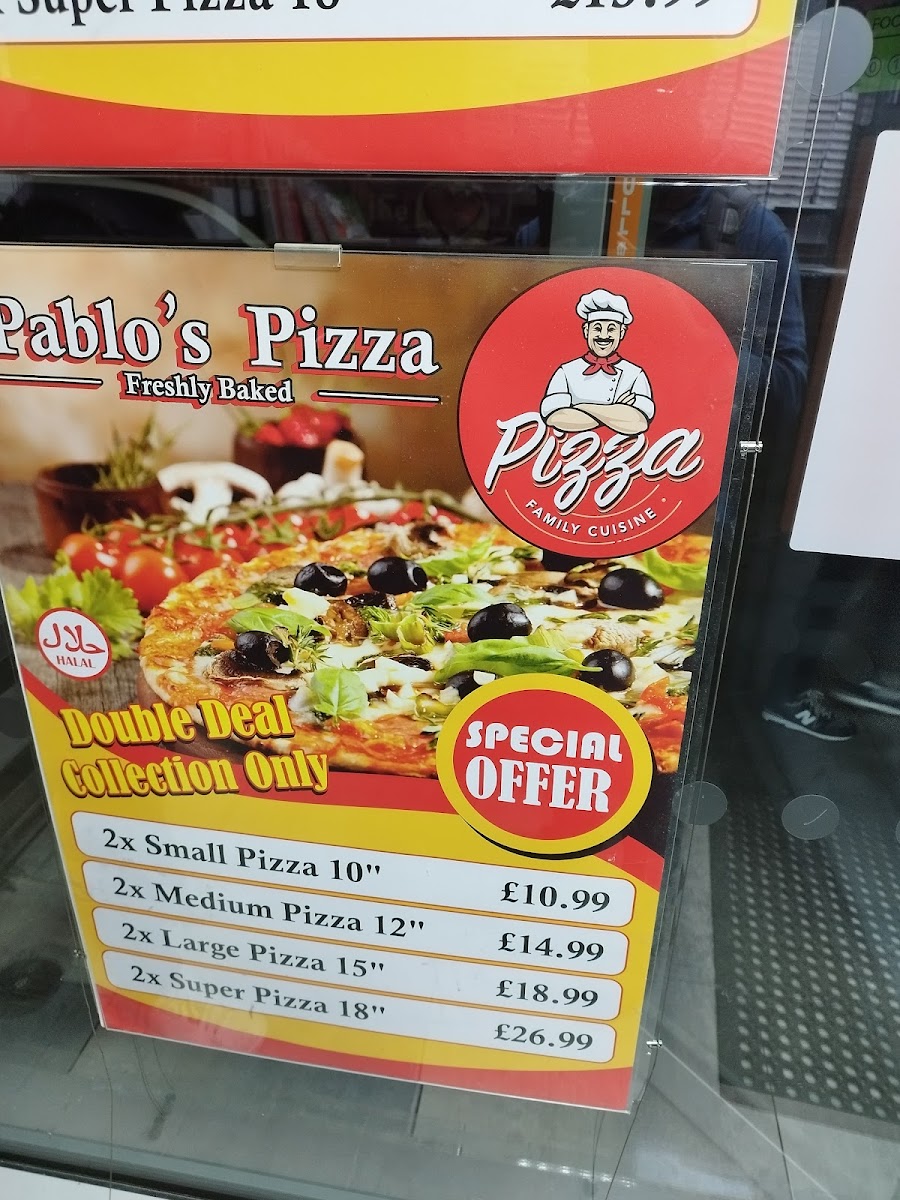 Super Pizza 18"
£19.99
Pablo's Pizza
Freshly Baked
Pizza
FAMILY CUISINE
حلال
HALAL
Double Deal
Collection Only
SPECIAL
OFFER
2x Small Pizza 10" £10.99
2x Medium Pizza 12" £14.99
2x Large Pizza 15" £18.99
2x Super Pizza 18" £26.99